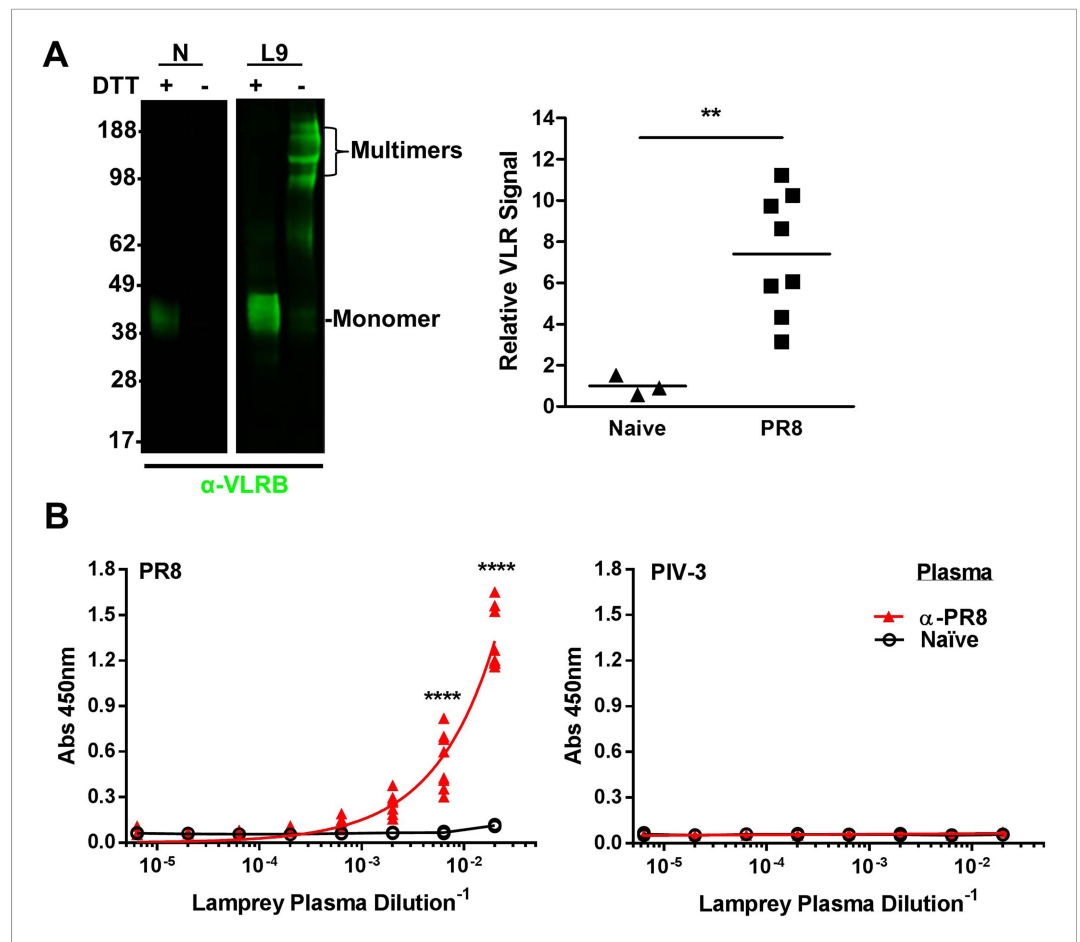 A
N L9
DTT + - + -
188
98
62
49
38
28
17
Multimers
-Monomer
α-VLRB
Relative VLR Signal
14
12
10
8
6
4
2
0
**
Naive PR8
B
PR8
Abs 450nm
1.8
1.5
1.2
0.9
0.6
0.3
0.0
****
****
10-5 10-4 10-3 10-2
Lamprey Plasma Dilution-1
PIV-3
Abs 450nm
1.8
1.5
1.2
0.9
0.6
0.3
0.0
Plasma
α-PR8
Naïve
10-5 10-4 10-3 10-2
Lamprey Plasma Dilution-1